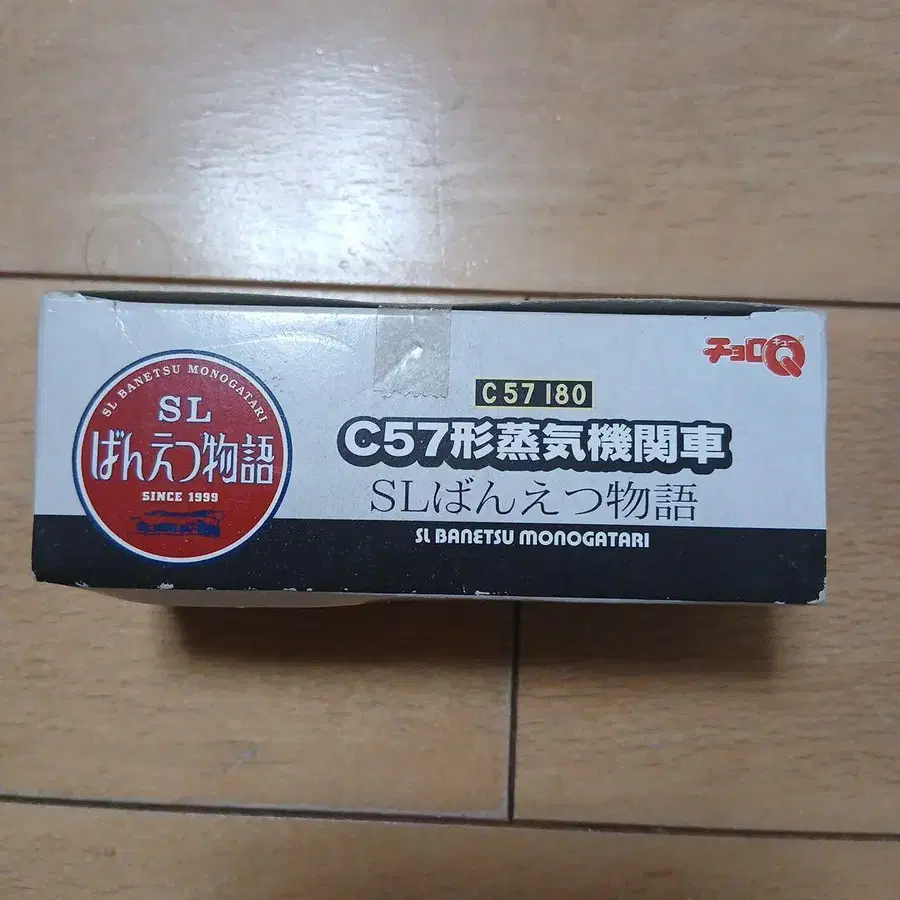 SL BANETSU MONOGATARI
SL
ばんえつ物語
SINCE 1999
チョロQ
キュー
C57 180
C57形蒸気機関車
SLばんえつ物語
SL BANETSU MONOGATARI